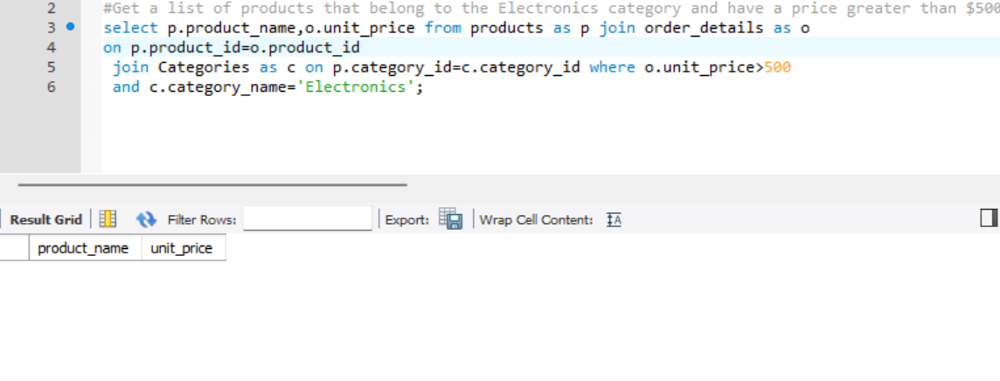 2 #Get a list of products that belong to the Electronics category and have a price greater than $500
3 select p.product_name,o.unit_price from products as p join order_details as o
4 on p.product_id=o.product_id
5 join Categories as c on p.category_id=c.category_id where o.unit_price>500
6 and c.category_name='Electronics';
Result Grid Filter Rows: Export: Wrap Cell Content: IA
product_name unit_price